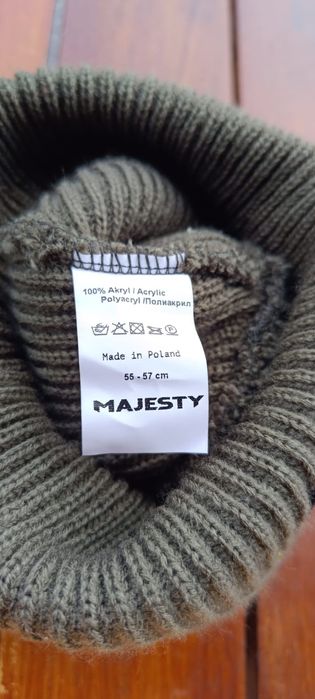 100% Akryl / Acrylic
Polyacryl /Полиакрил
Made in Poland
55 - 57 cm
MAJESTY